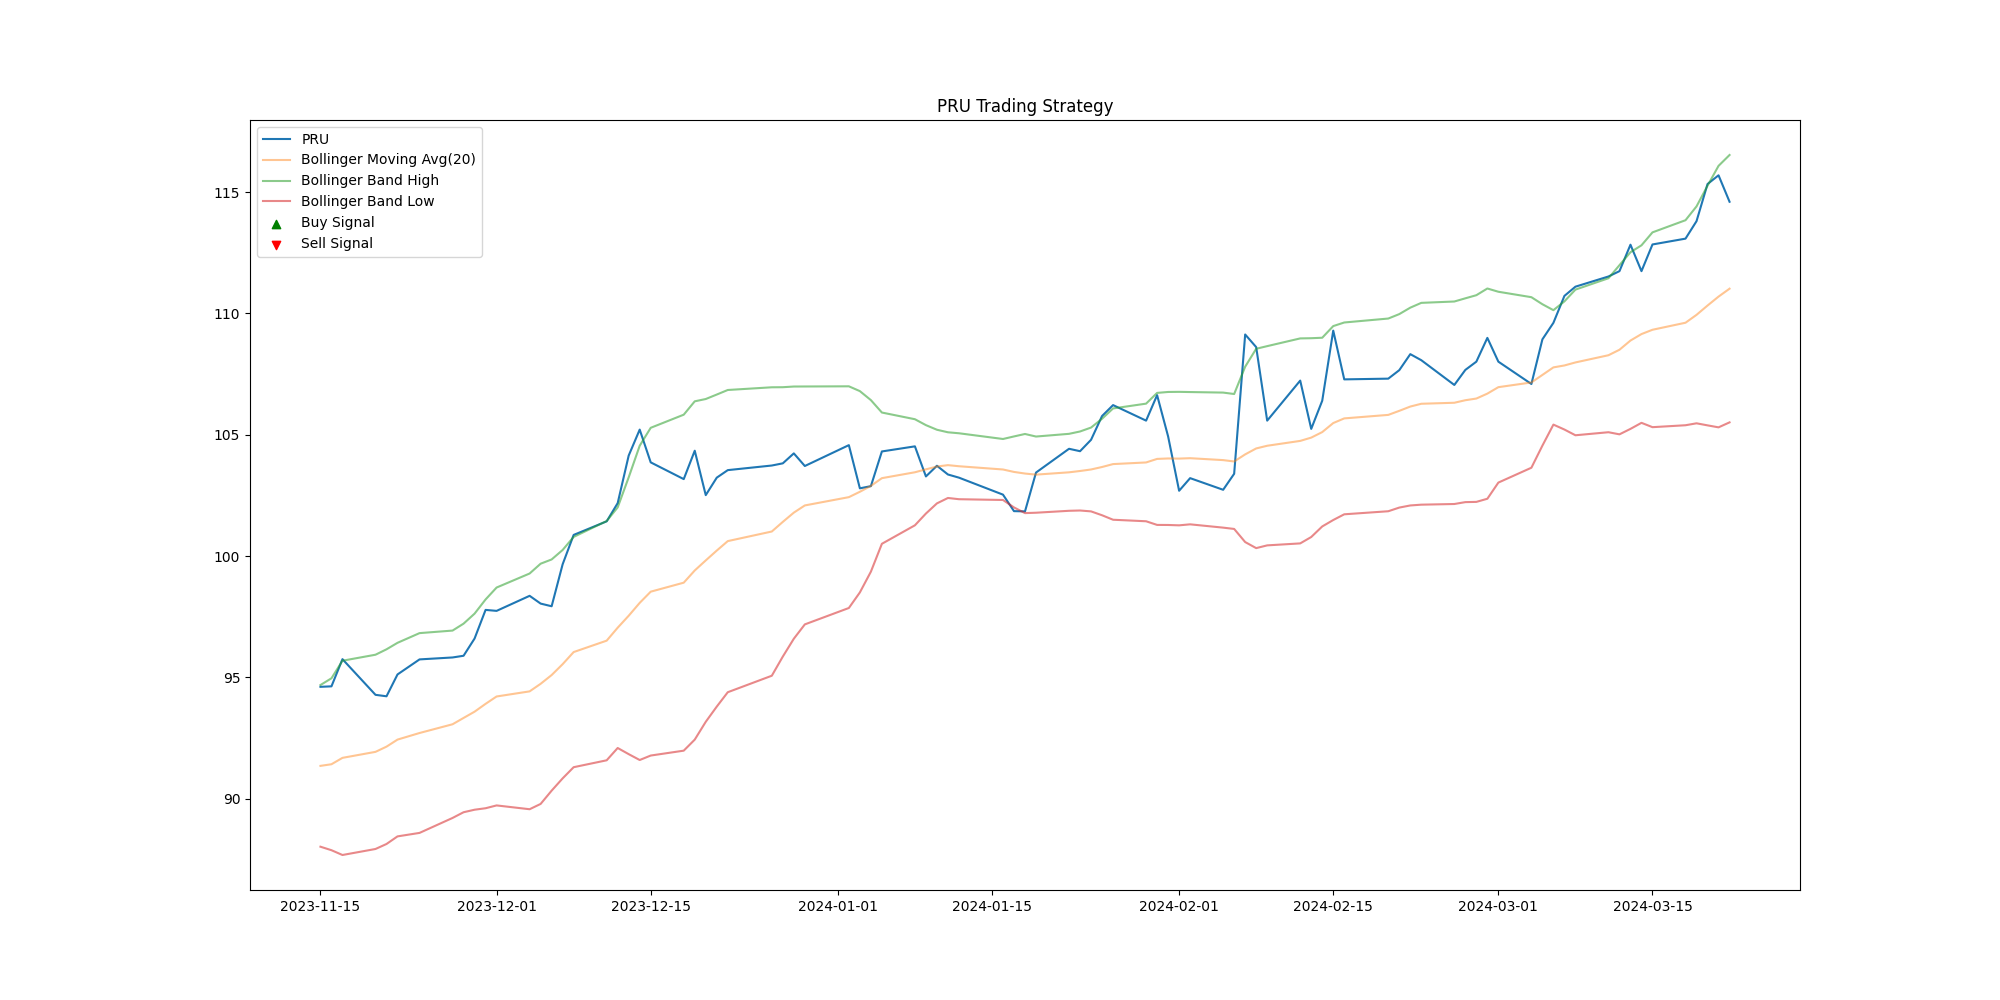 PRU Trading Strategy
PRU
Bollinger Moving Avg(20)
Bollinger Band High
Bollinger Band Low
Buy Signal
Sell Signal
115
110
105
100
95
90
2023-11-15 2023-12-01 2023-12-15 2024-01-01 2024-01-15 2024-02-01 2024-02-15 2024-03-01 2024-03-15